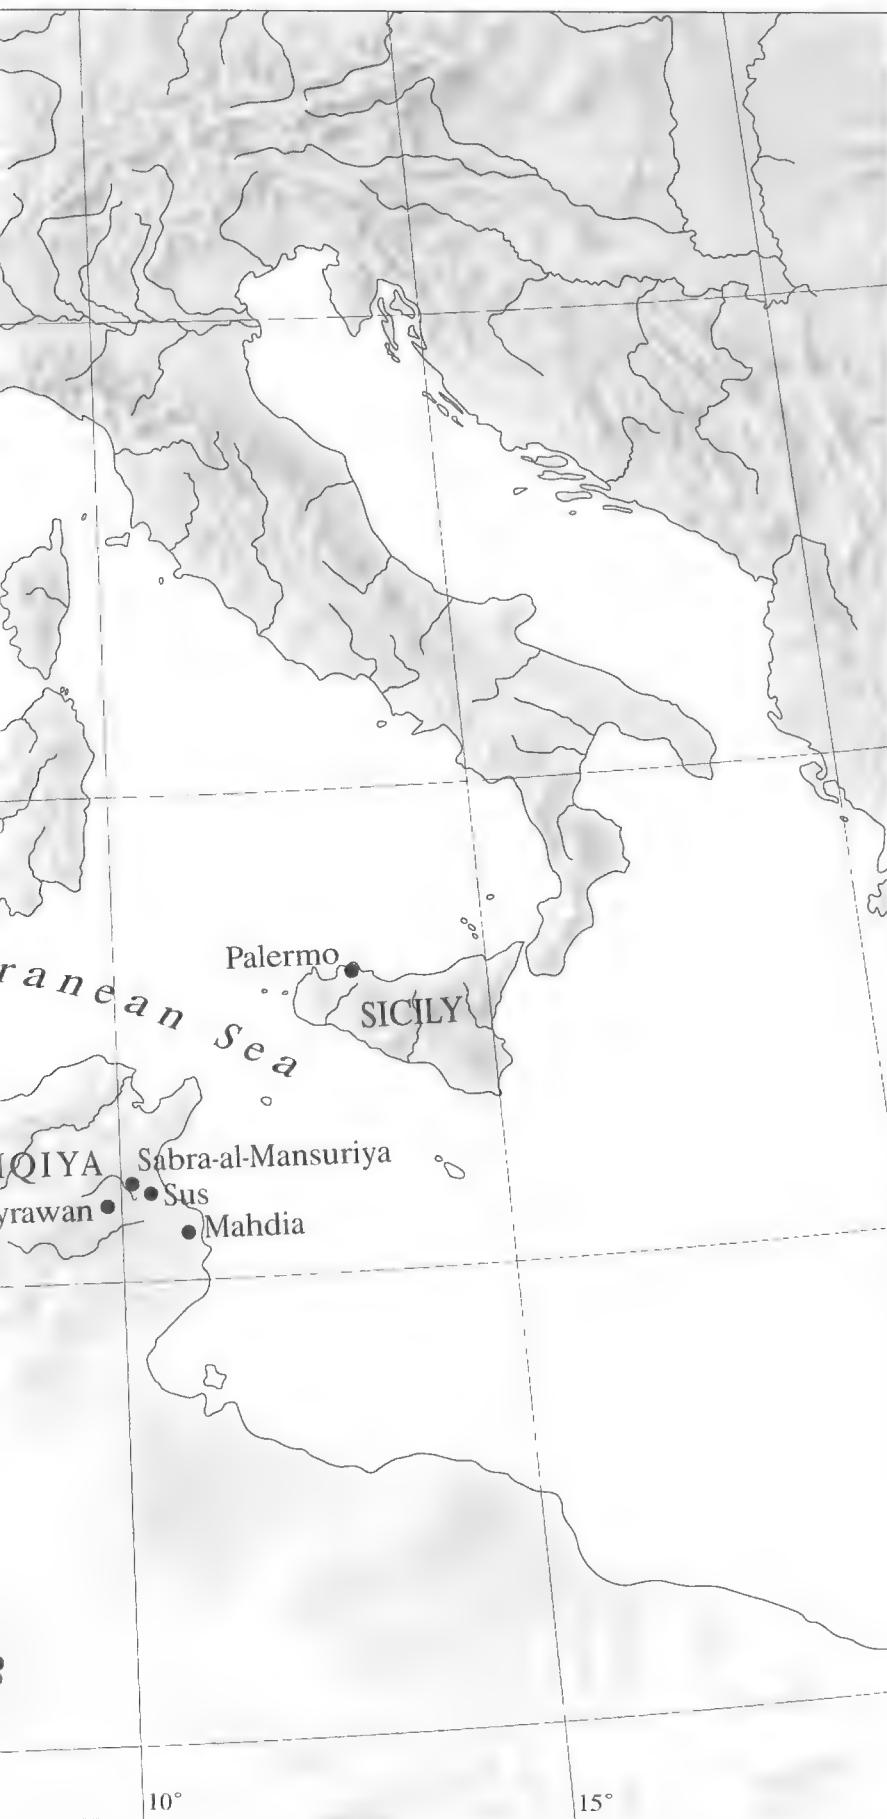 Palermo
SICILY
ranean Sea
IQIYA
Sabra-al-Mansuriya
Sus
yrawan
Mahdia
10°
15°